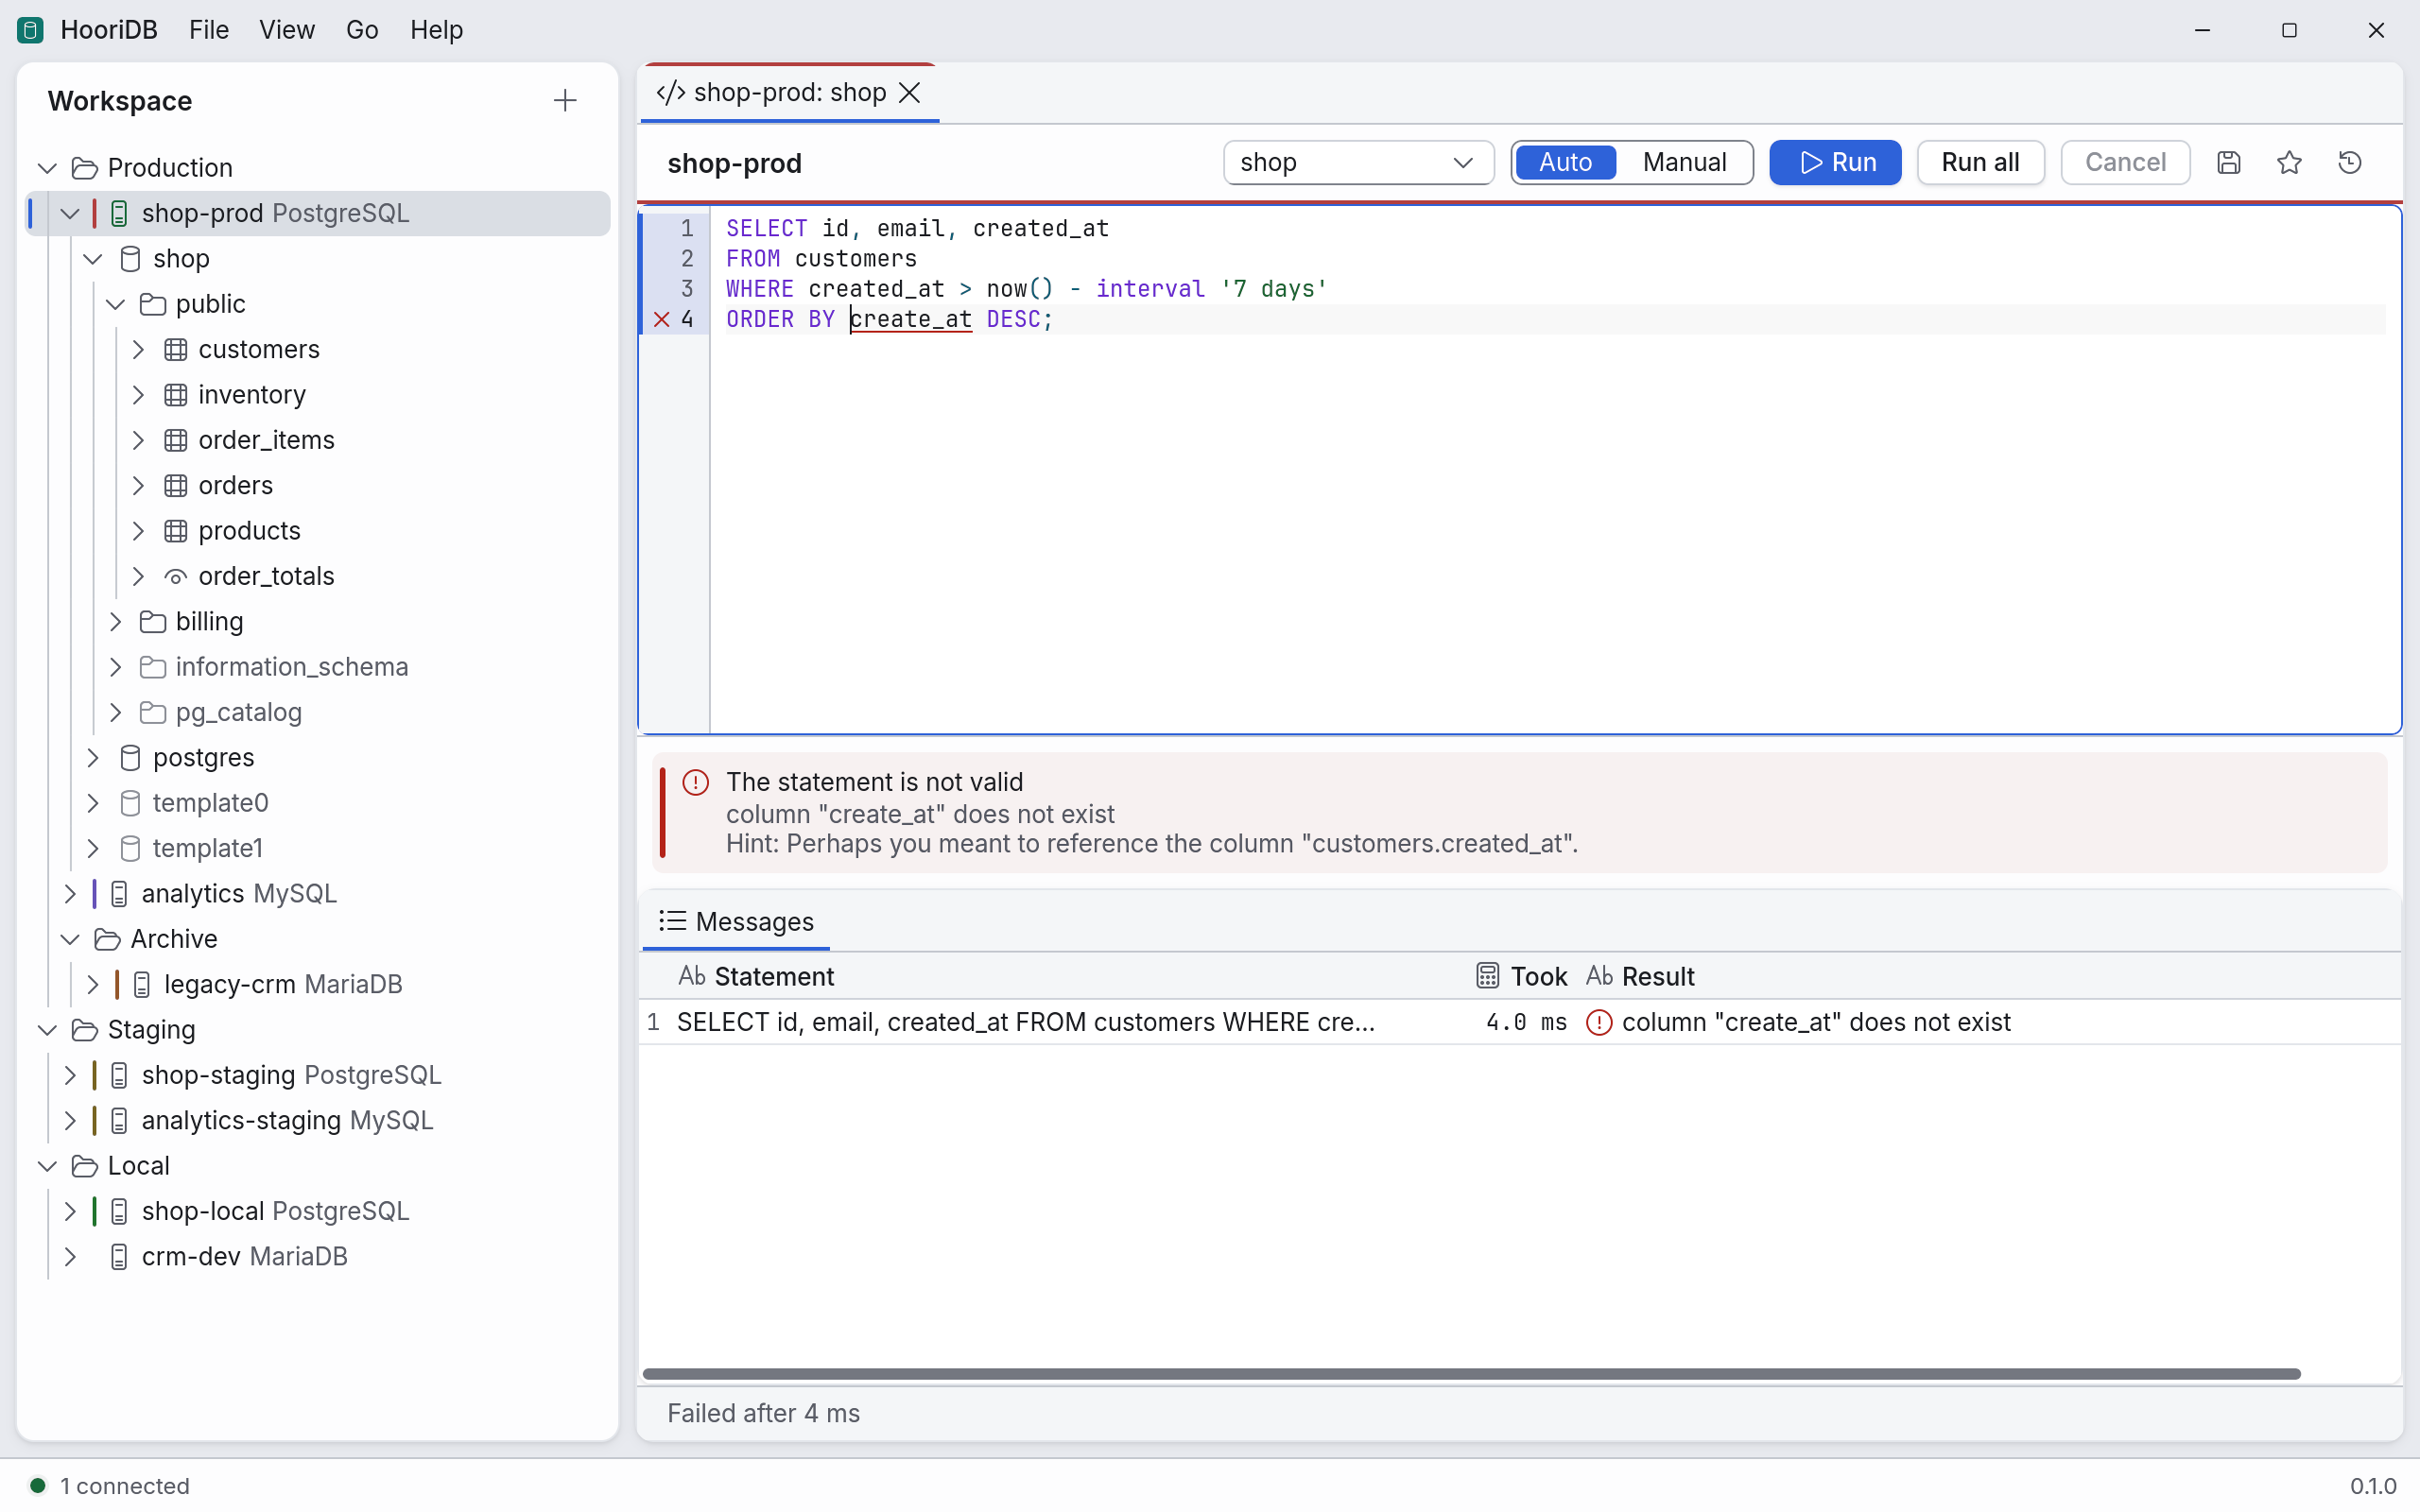 HooriDB File View Go Help
Workspace
Production
shop-prod PostgreSQL
shop
public
customers
inventory
order_items
orders
products
order_totals
billing
information_schema
pg_catalog
postgres
template0
template1
analytics MySQL
Archive
legacy-crm MariaDB
Staging
shop-staging PostgreSQL
analytics-staging MySQL
Local
shop-local PostgreSQL
crm-dev MariaDB
shop-prod: shop
shop-prod shop Auto Manual Run Run all Cancel
1 SELECT id, email, created_at
2 FROM customers
3 WHERE created_at > now() - interval '7 days'
4 ORDER BY create_at DESC;
The statement is not valid
column "create_at" does not exist
Hint: Perhaps you meant to reference the column "customers.created_at".
Messages
Ab Statement Took Ab Result
1 SELECT id, email, created_at FROM customers WHERE cre... 4.0 ms column "create_at" does not exist
Failed after 4 ms
1 connected 0.1.0